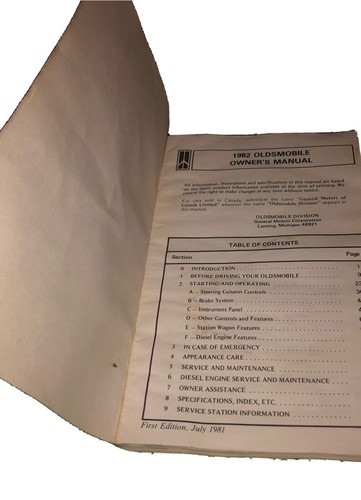 1982 OLDSMOBILE
OWNER'S MANUAL
All information, illustrations and specifications in this manual are based
on the latest product information available at the time of printing. We
reserve the right to make changes at any time without notice.
For cars sold in Canada, substitute the name "General Motors of
Canada Limited" wherever the name "Oldsmobile Division" appears in
this manual.
OLDSMOBILE DIVISION
General Motors Corporation
Lansing, Michigan 48921
TABLE OF CONTENTS
Section Page
0 INTRODUCTION 1
1 BEFORE DRIVING YOUR OLDSMOBILE 9
2 STARTING AND OPERATING 23
A – Steering Column Controls
B – Brake System
C – Instrument Panel
D – Other Controls and Features
E – Station Wagon Features
F – Diesel Engine Features
3 IN CASE OF EMERGENCY
4 APPEARANCE CARE
5 SERVICE AND MAINTENANCE
6 DIESEL ENGINE SERVICE AND MAINTENANCE
7 OWNER ASSISTANCE
8 SPECIFICATIONS, INDEX, ETC.
9 SERVICE STATION INFORMATION
First Edition, July 1981